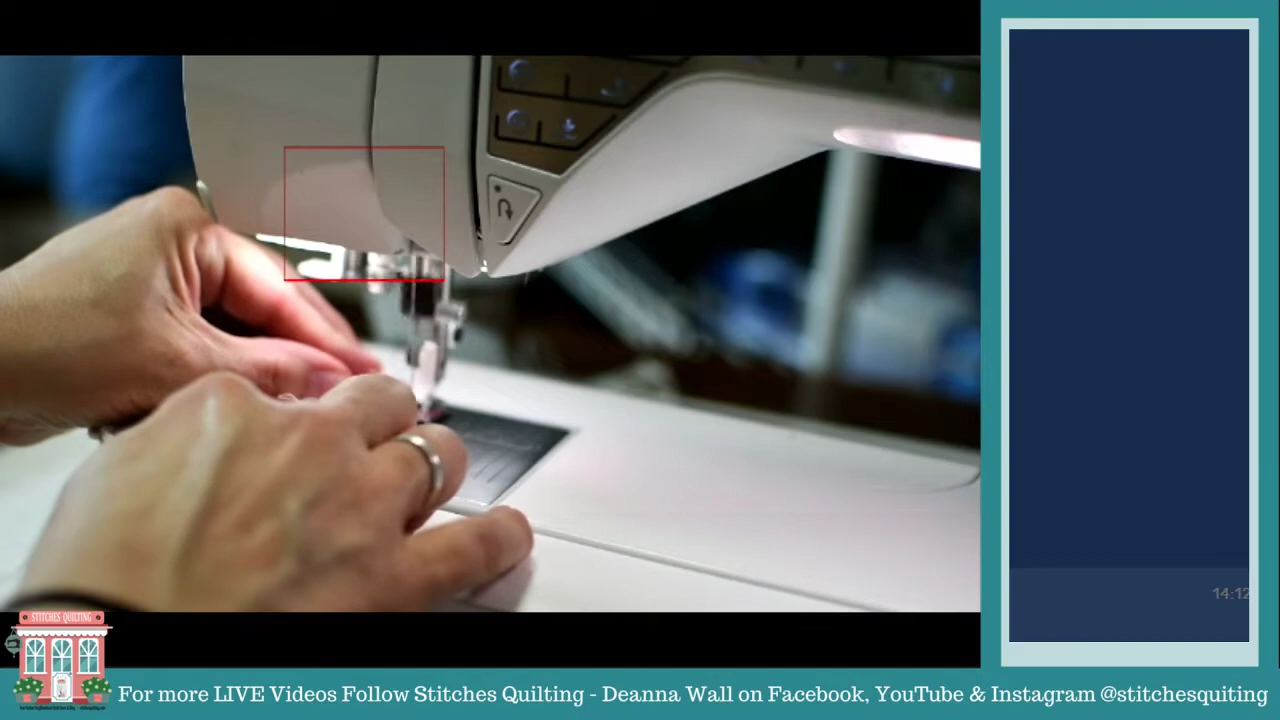 14:12
STITCHES QUILTING
For more LIVE Videos Follow Stitches Quilting - Deanna Wall on Facebook, YouTube & Instagram @stitchesquiting